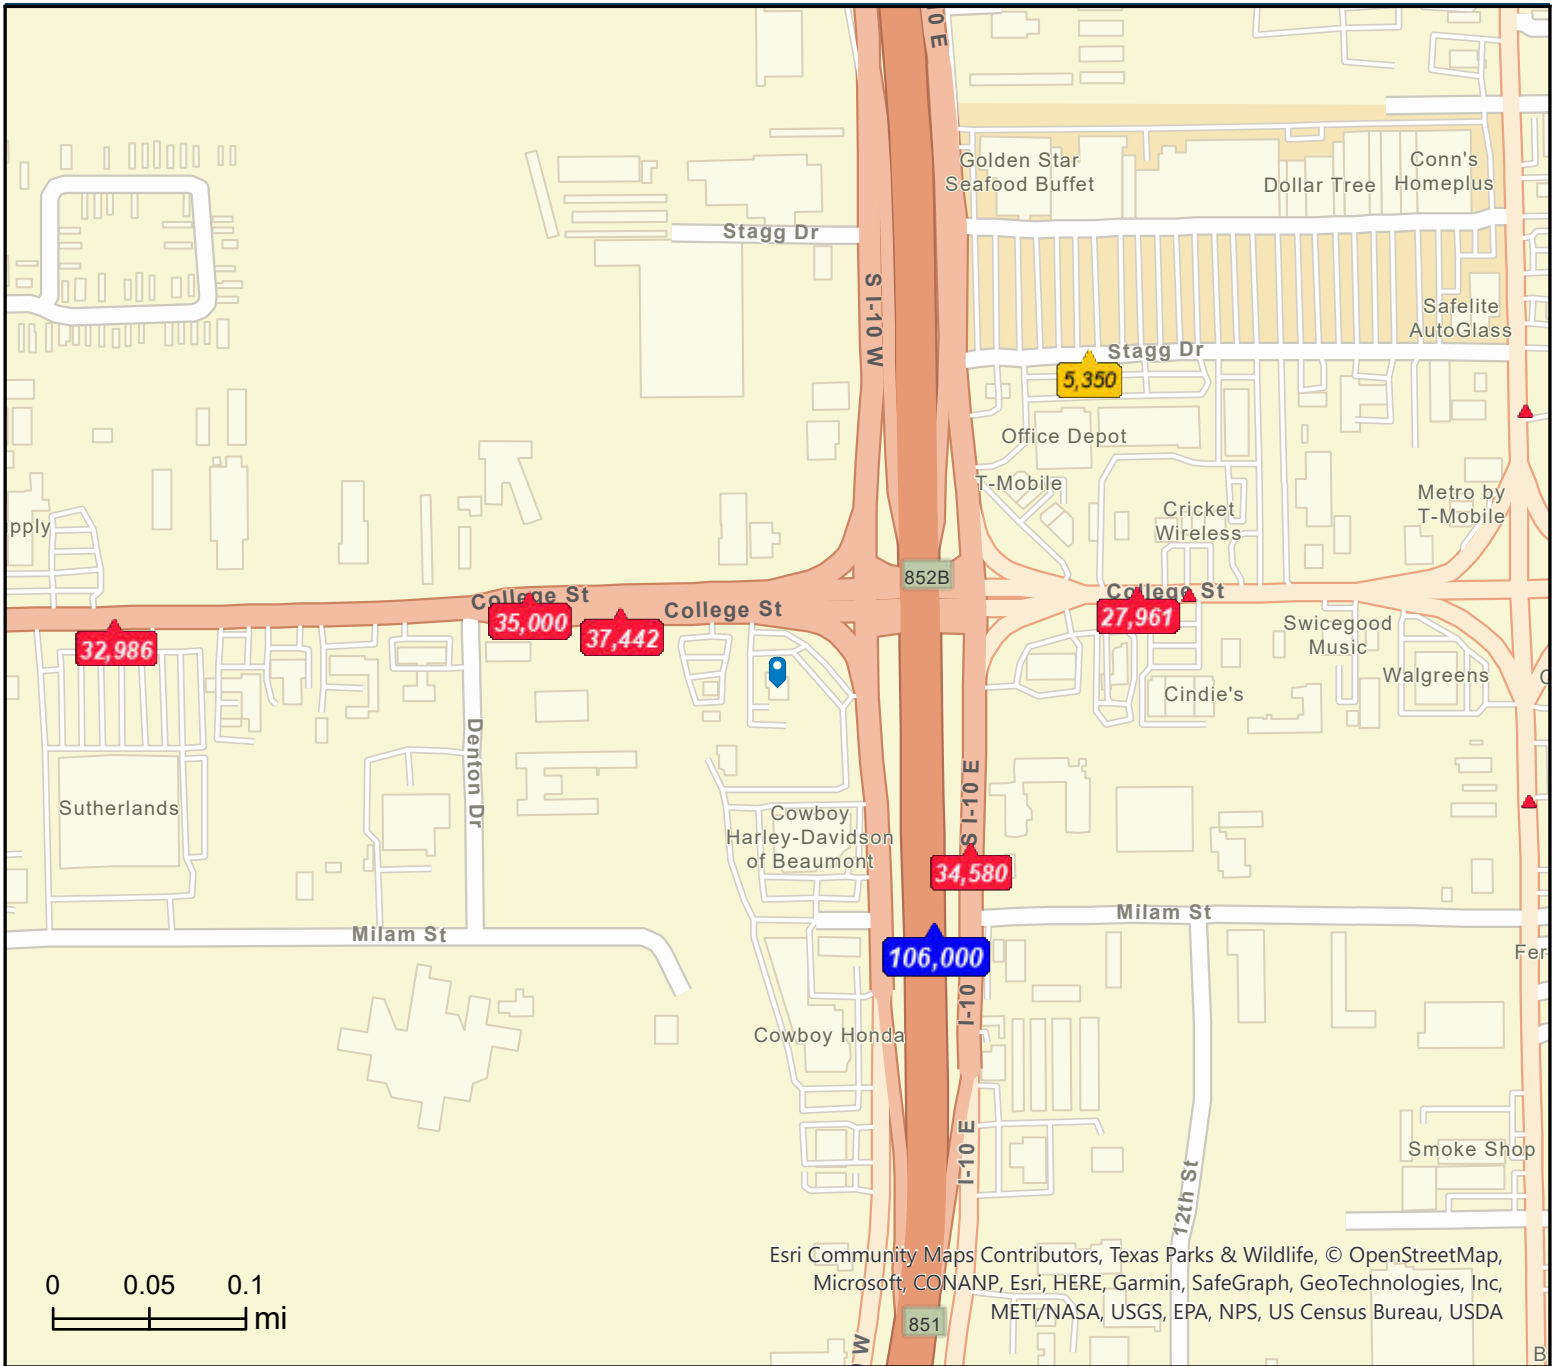 0 E
Golden Star
Seafood Buffet
Dollar Tree
Conn's
Homeplus
Stagg Dr
S I-10 W
Safelite
AutoGlass
Stagg Dr
5,350
Office Depot
T-Mobile
Metro by
T-Mobile
Cricket
Wireless
pply
852B
College St
35,000
College St
37,442
College St
27,961
32,986
Swicegood
Music
Walgreens
Cindie's
Denton Dr
S I-10 E
Sutherlands
Cowboy
Harley-Davidson
of Beaumont
34,580
Milam St
Milam St
106,000
Fer
I-10
Cowboy Honda
I-10 E
Smoke Shop
12th St
Esri Community Maps Contributors, Texas Parks & Wildlife, © OpenStreetMap,
Microsoft, CONANP, Esri, HERE, Garmin, SafeGraph, GeoTechnologies, Inc,
METI/NASA, USGS, EPA, NPS, US Census Bureau, USDA
0 0.05 0.1
mi
851
W
B